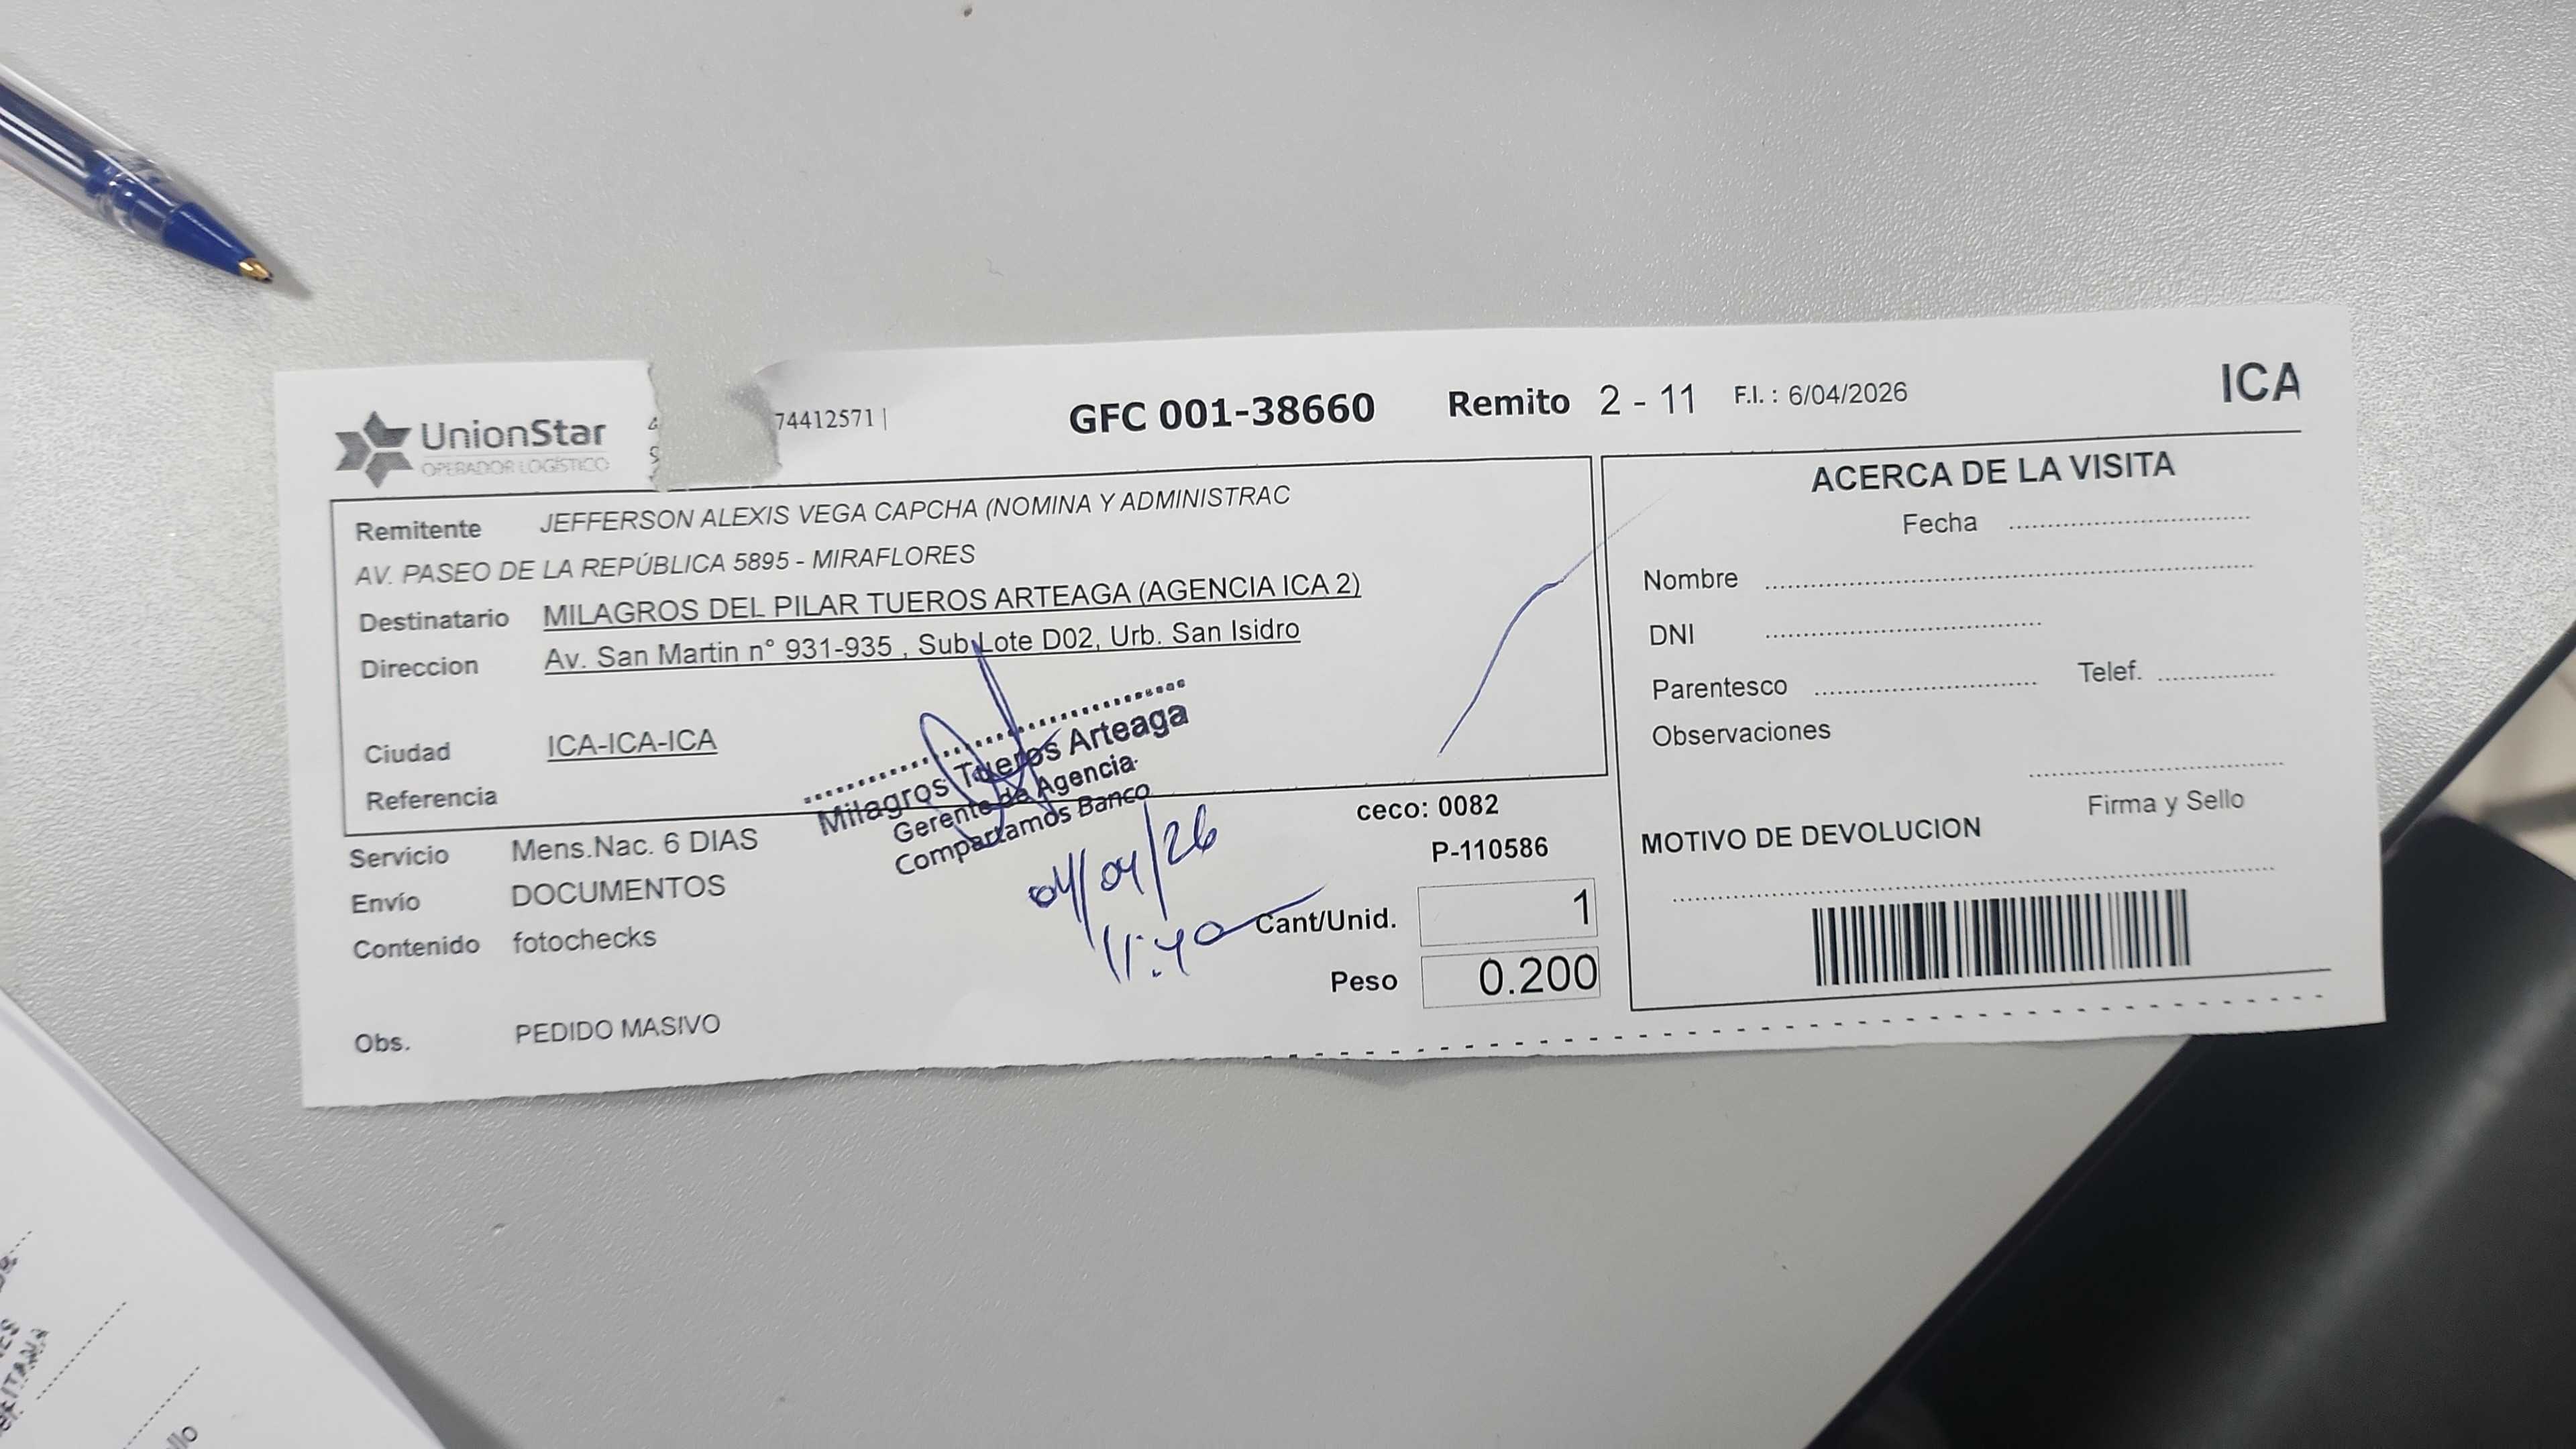 UnionStar
OPERADOR LOGÍSTICO
74412571 |
GFC 001-38660 Remito 2 - 11 F.I. : 6/04/2026
ICA
Remitente JEFFERSON ALEXIS VEGA CAPCHA (NOMINA Y ADMINISTRAC
AV. PASEO DE LA REPÚBLICA 5895 - MIRAFLORES
Destinatario MILAGROS DEL PILAR TUEROS ARTEAGA (AGENCIA ICA 2)
Direccion Av. San Martin n° 931-935 , Sub Lote D02, Urb. San Isidro
Ciudad ICA-ICA-ICA
Referencia
Milagros Tueros Arteaga
Gerente de Agencia
Compartamos Banco
Servicio Mens.Nac. 6 DIAS
Envío DOCUMENTOS
Contenido fotochecks
Obs. PEDIDO MASIVO
11:40
ceco: 0082
P-110586
Cant/Unid. 1
Peso 0.200
ACERCA DE LA VISITA
Fecha
Nombre
DNI
Parentesco Telef.
Observaciones
Firma y Sello
MOTIVO DE DEVOLUCION